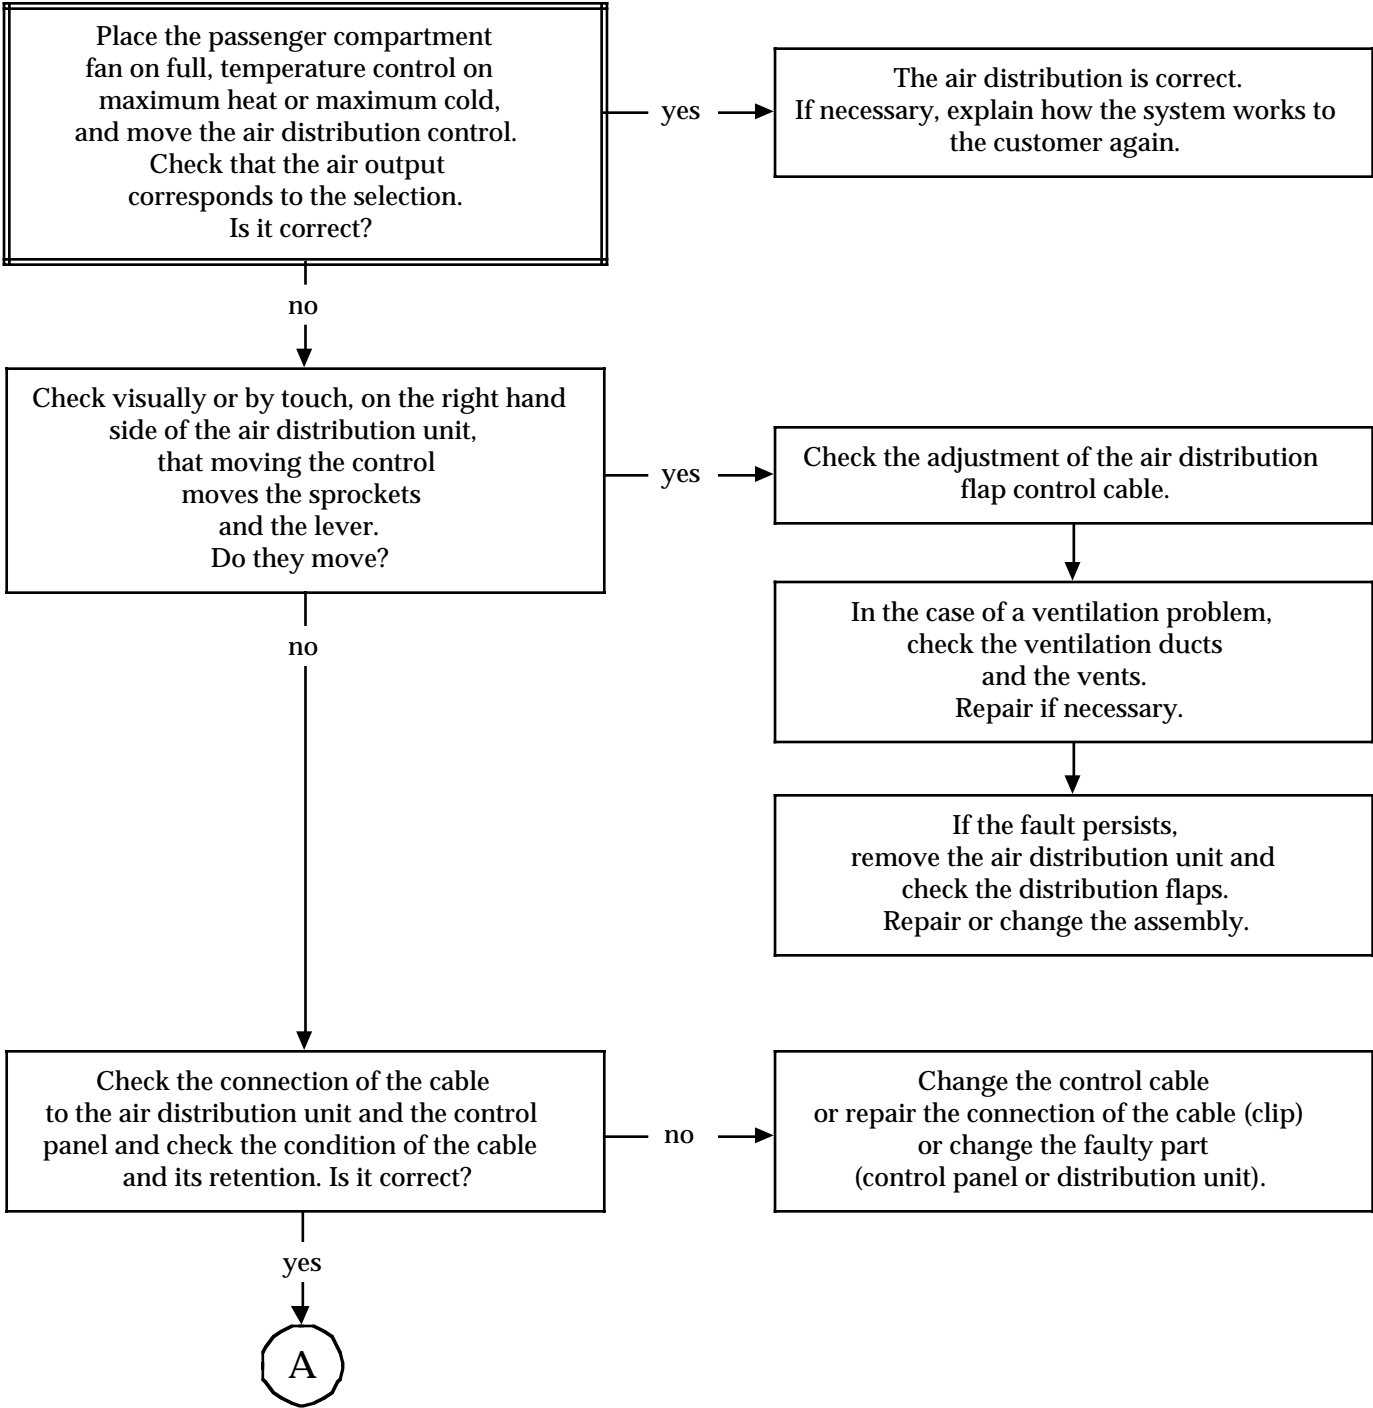 Place the passenger compartment
fan on full, temperature control on
maximum heat or maximum cold,
and move the air distribution control.
Check that the air output
corresponds to the selection.
Is it correct?
yes
The air distribution is correct.
If necessary, explain how the system works to
the customer again.
no
Check visually or by touch, on the right hand
side of the air distribution unit,
that moving the control
moves the sprockets
and the lever.
Do they move?
yes
Check the adjustment of the air distribution
flap control cable.
In the case of a ventilation problem,
check the ventilation ducts
and the vents.
Repair if necessary.
If the fault persists,
remove the air distribution unit and
check the distribution flaps.
Repair or change the assembly.
no
Check the connection of the cable
to the air distribution unit and the control
panel and check the condition of the cable
and its retention. Is it correct?
no
Change the control cable
or repair the connection of the cable (clip)
or change the faulty part
(control panel or distribution unit).
yes
A